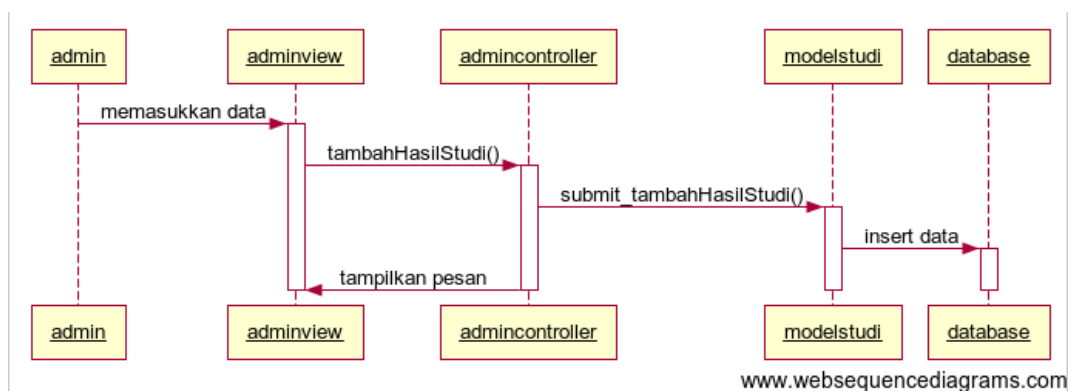 admin
adminview
admincontroller
modelstudi
database
memasukkan data
tambahHasilStudi()
submit_tambahHasilStudi()
insert data
tampilkan pesan
admin
adminview
admincontroller
modelstudi
database
www.websequencediagrams.com